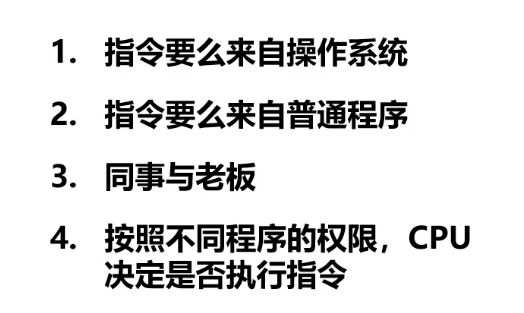 1. 指令要么来自操作系统
2. 指令要么来自普通程序
3. 同事与老板
4. 按照不同程序的权限，CPU
决定是否执行指令